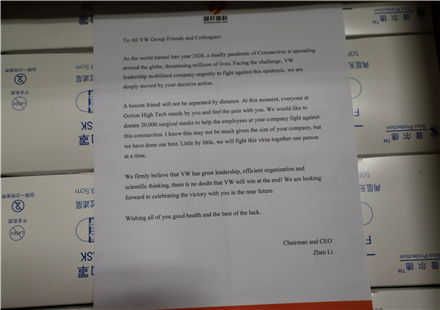 To All VW Group Friends and Colleagues:
As the world turned into year 2020, a deadly pandemic of Coronavirus is spreading
around the globe, threatening millions of lives. Facing the challenge, VW
leadership mobilized company urgently to fight against this epidemic, we are
deeply moved by your decisive action.
A bosom friend will not be separated by distance. At this moment, everyone at
Gotion High Tech stands by you and feel the pain with you. We would like to
donate 20,000 surgical masks to help the employees at your company fight against
this coronavirus. I know this may not be much given the size of your company, but
we have done our best. Little by little, we will fight this virus together one person
at a time,
We firmly believe that VW has great leadership, efficient organization and
scientific thinking, there is no doubt that VW will win at the end! We are looking
forward to celebrating the victory with you in the near future.
Wishing all of you good health and the best of the luck.
Chairman and CEO
Zhen Li
9.5cm
普尔德™